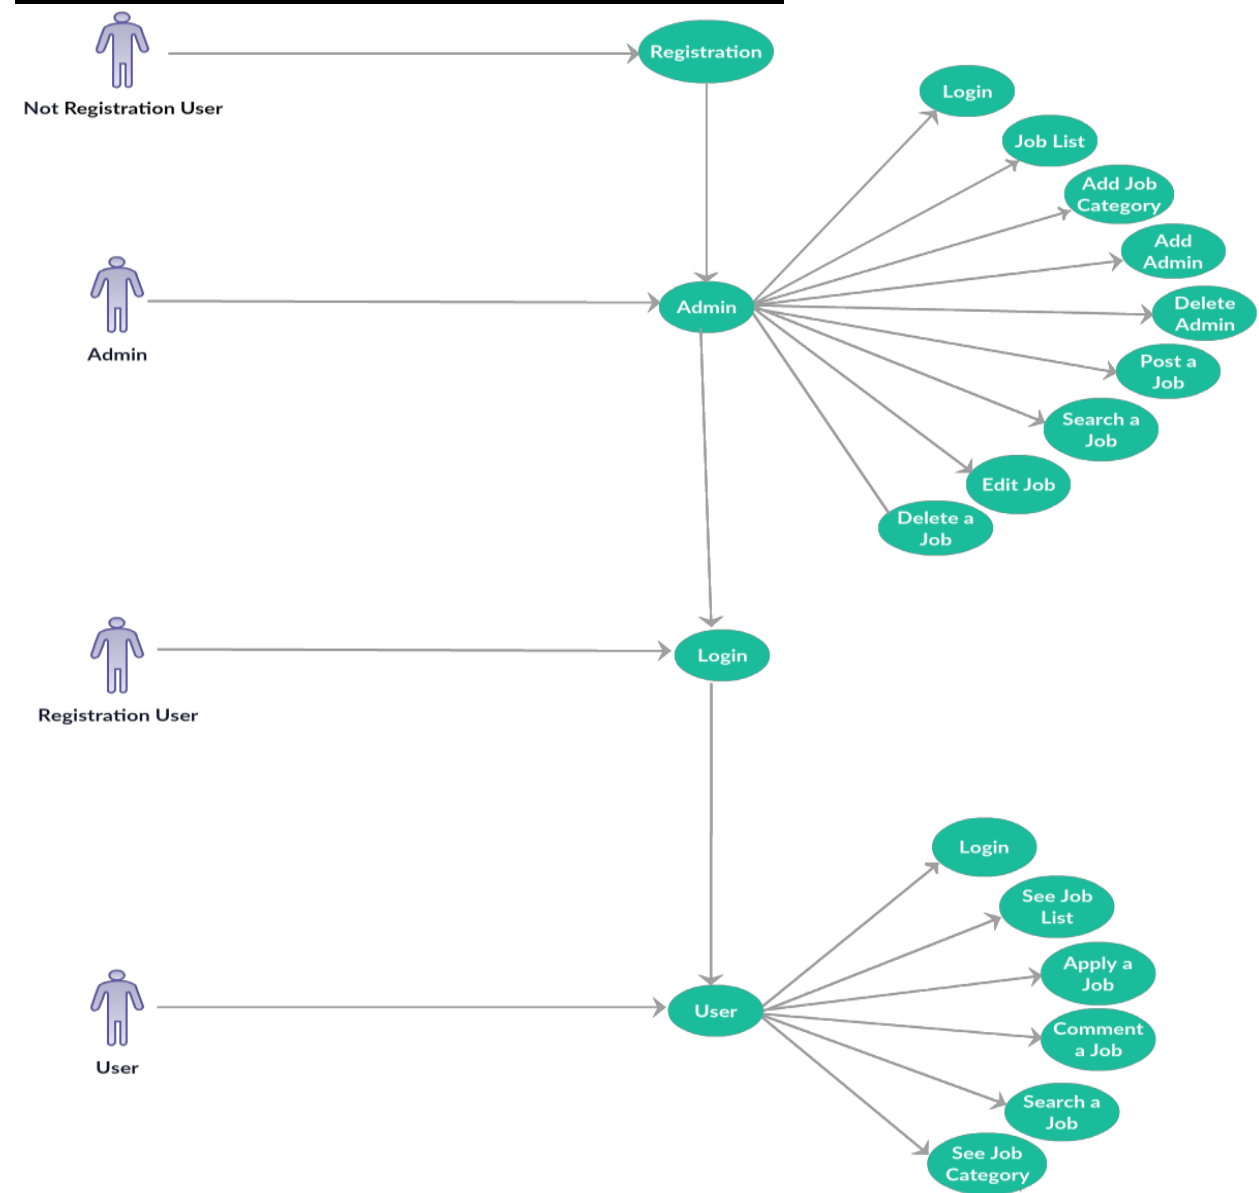 Registration
Not Registration User
Login
Job List
Add Job
Category
Add
Admin
Delete
Admin
Admin
Admin
Post a
Job
Search a
Job
Edit Job
Delete a
Job
Login
Registration User
Login
See Job
List
Apply a
Job
User
Comment
a Job
User
Search a
Job
See Job
Category